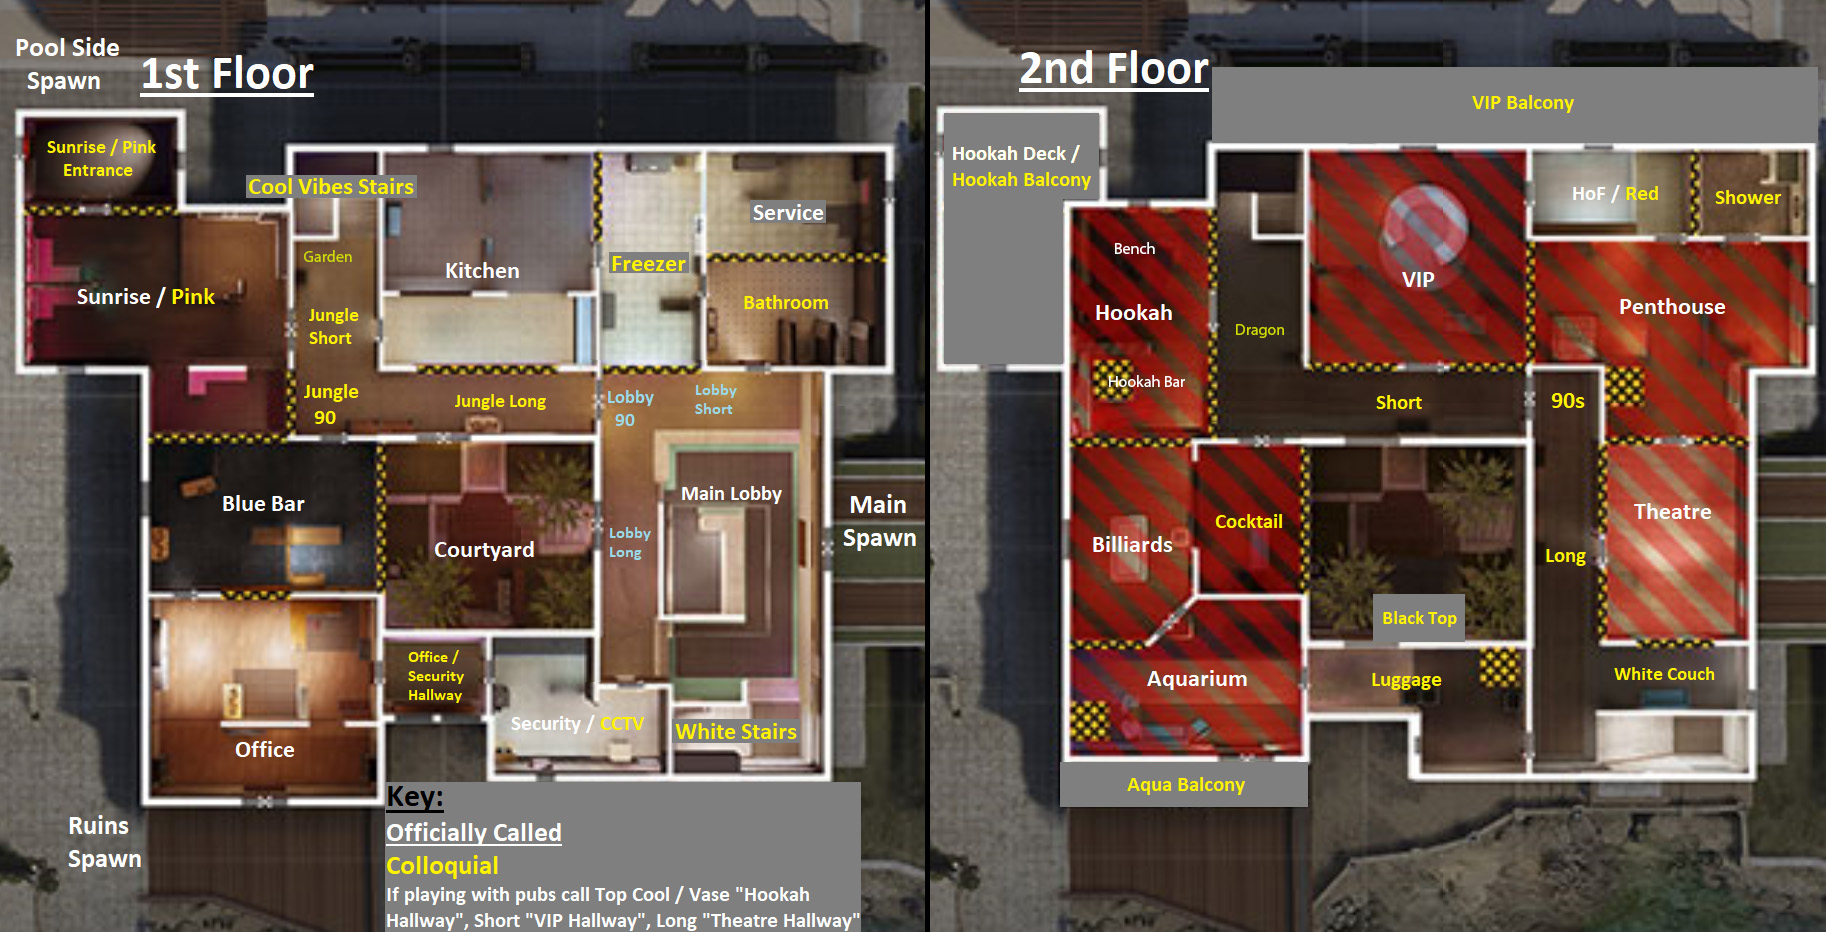 Pool Side
Spawn
1st Floor
Sunrise / Pink
Entrance
Cool Vibes Stairs
Service
Garden
Kitchen
Freezer
Sunrise / Pink
Jungle
Short
Bathroom
Jungle
90
Jungle Long
Lobby
90
Lobby
Short
Blue Bar
Main Lobby
Main
Spawn
Courtyard
Lobby
Long
Office /
Security
Hallway
Office
Security / CCTV
White Stairs
Ruins
Spawn
Key:
Officially Called
Colloquial
If playing with pubs call Top Cool / Vase "Hookah
Hallway", Short "VIP Hallway", Long "Theatre Hallway"
2nd Floor
VIP Balcony
Hookah Deck /
Hookah Balcony
HoF / Red
Shower
Bench
VIP
Hookah
Penthouse
Dragon
Hookah Bar
Short
90s
Cocktail
Theatre
Billiards
Long
Black Top
Aquarium
Luggage
White Couch
Aqua Balcony